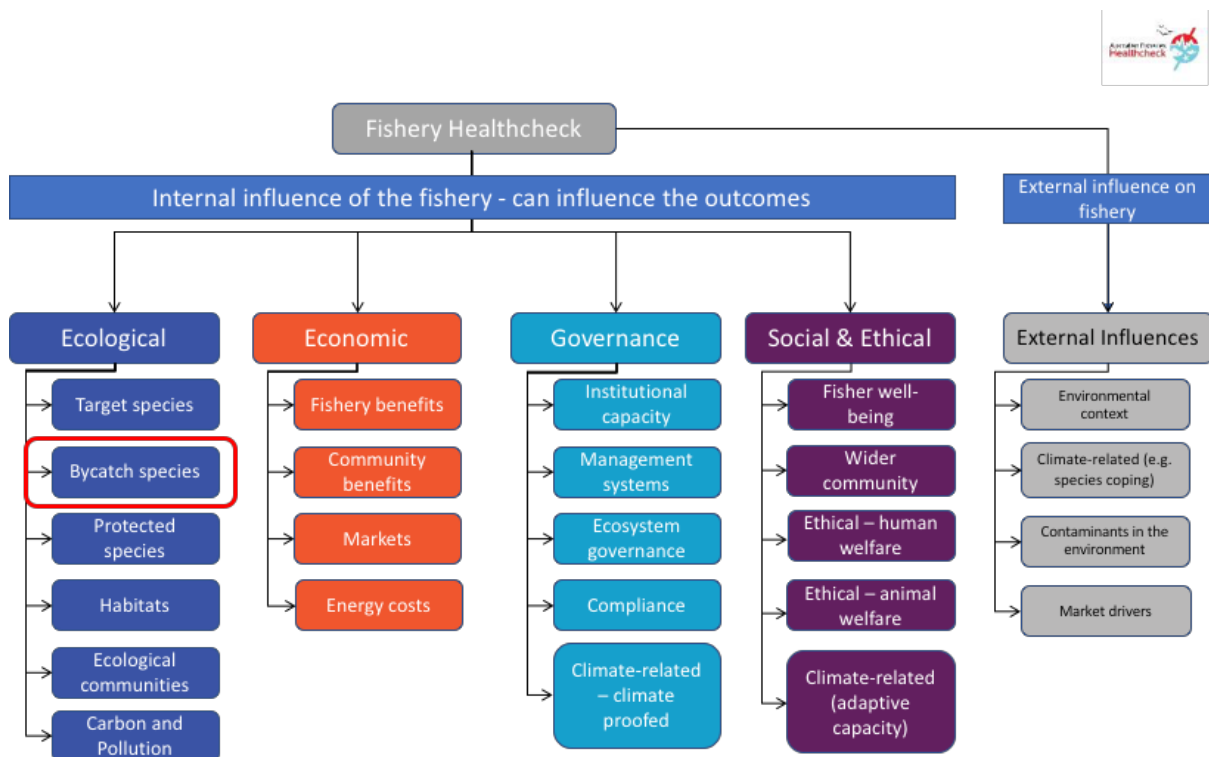 Australian Fisheries
Healthcheck
Fishery Healthcheck
Internal influence of the fishery - can influence the outcomes
External influence on
fishery
Ecological
Target species
Bycatch species
Protected
species
Habitats
Ecological
communities
Carbon and
Pollution
Economic
Fishery benefits
Community
benefits
Markets
Energy costs
Governance
Institutional
capacity
Management
systems
Ecosystem
governance
Compliance
Climate-related
– climate
proofed
Social & Ethical
Fisher well-
being
Wider
community
Ethical – human
welfare
Ethical – animal
welfare
Climate-related
(adaptive
capacity)
External Influences
Environmental
context
Climate-related (e.g.
species coping)
Contaminants in the
environment
Market drivers